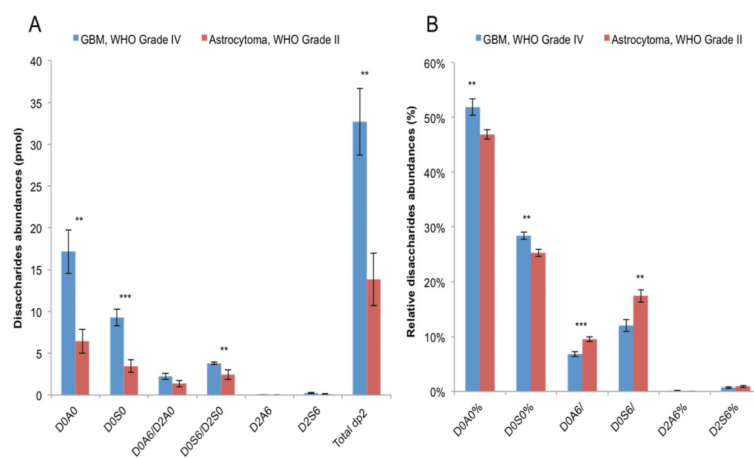 A
B
GBM, WHO Grade IV
Astrocytoma, WHO Grade II
GBM, WHO Grade IV
Astrocytoma, WHO Grade II
Disaccharides abundances (pmol)
40
35
30
25
20
15
10
5
0
**
***
**
**
D0A0
D0S0
D0A6/D2A0
D0S6/D2S0
D2A6
D2S6
Total dp2
Relative disaccharides abundances (%)
60%
50%
40%
30%
20%
10%
0%
**
**
***
**
D0A0%
D0S0%
D0A6/
D0S6/
D2A6%
D2S6%